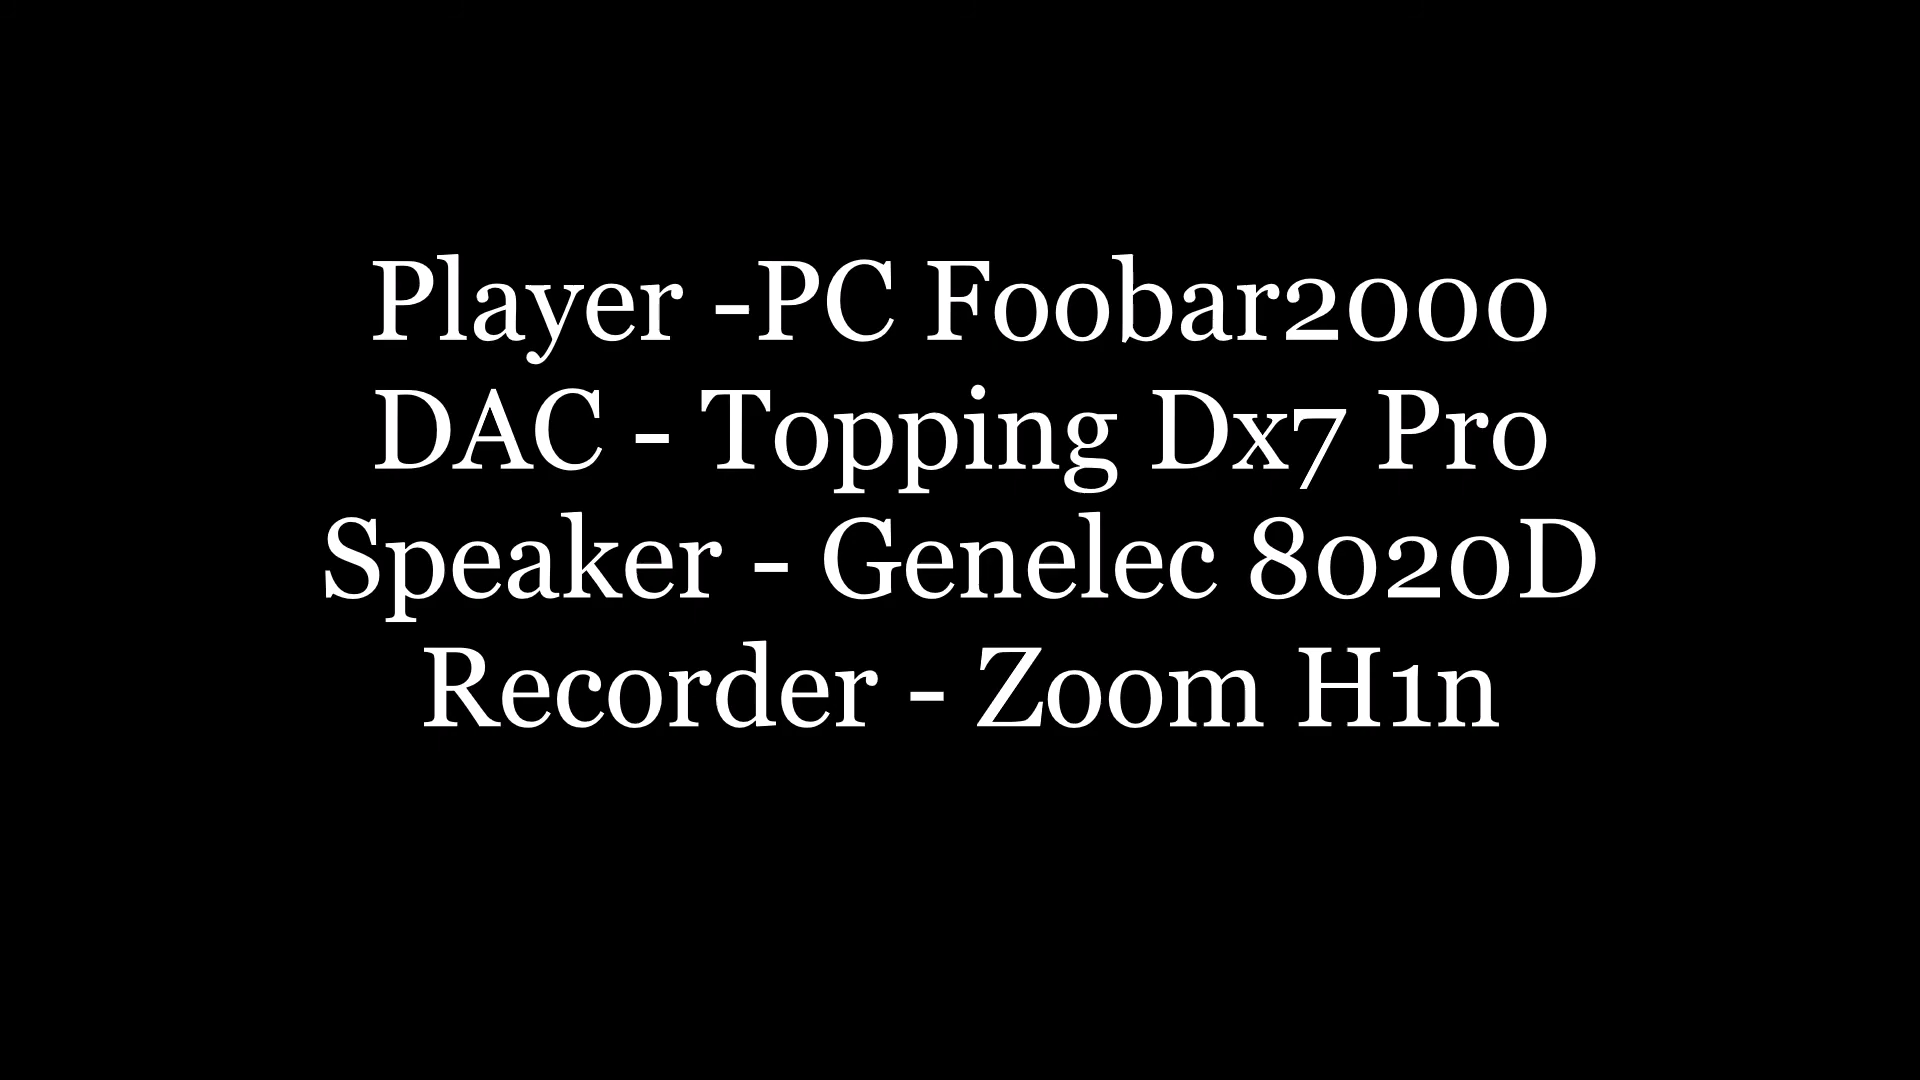 Player -PC Foobar2000
DAC - Topping Dx7 Pro
Speaker - Genelec 8020D
Recorder - Zoom H1n